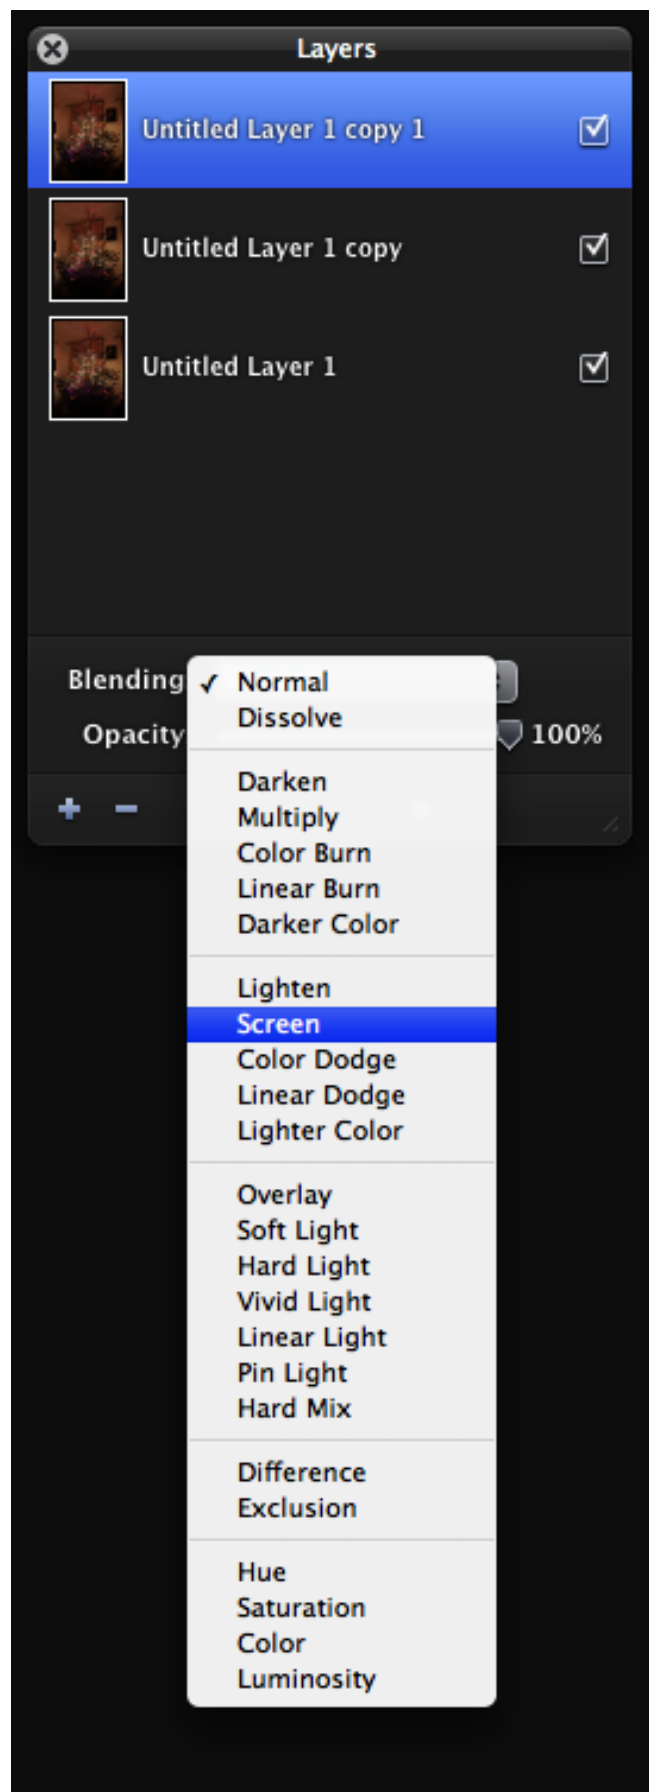 Layers
Untitled Layer 1 copy 1
Untitled Layer 1 copy
Untitled Layer 1
Blending
Normal
Dissolve
Opacity
100%
Darken
Multiply
Color Burn
Linear Burn
Darker Color
Lighten
Screen
Color Dodge
Linear Dodge
Lighter Color
Overlay
Soft Light
Hard Light
Vivid Light
Linear Light
Pin Light
Hard Mix
Difference
Exclusion
Hue
Saturation
Color
Luminosity